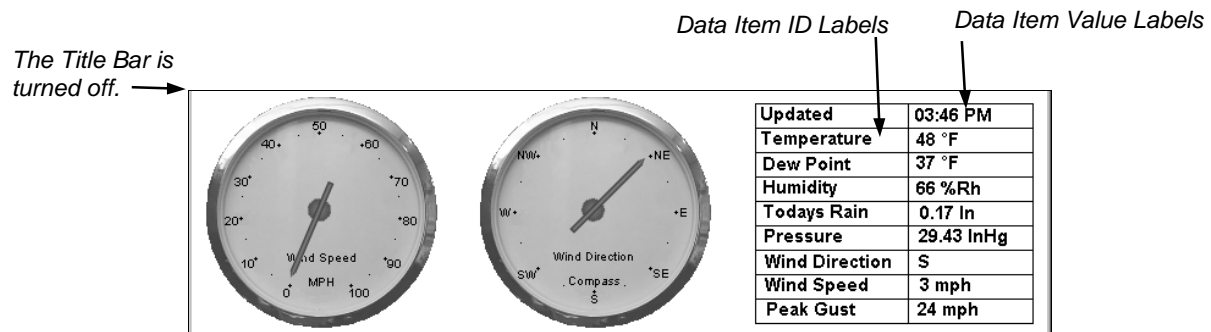 Data Item ID Labels
Data Item Value Labels
The Title Bar is
turned off.
50
40
60
30
70
20
80
10
90
0
100
Wind Speed
MPH
N
NW
NE
W
E
SW
SE
S
Wind Direction
Compass
Updated 03:46 PM
Temperature 48 °F
Dew Point 37 °F
Humidity 66 %Rh
Todays Rain 0.17 In
Pressure 29.43 InHg
Wind Direction S
Wind Speed 3 mph
Peak Gust 24 mph